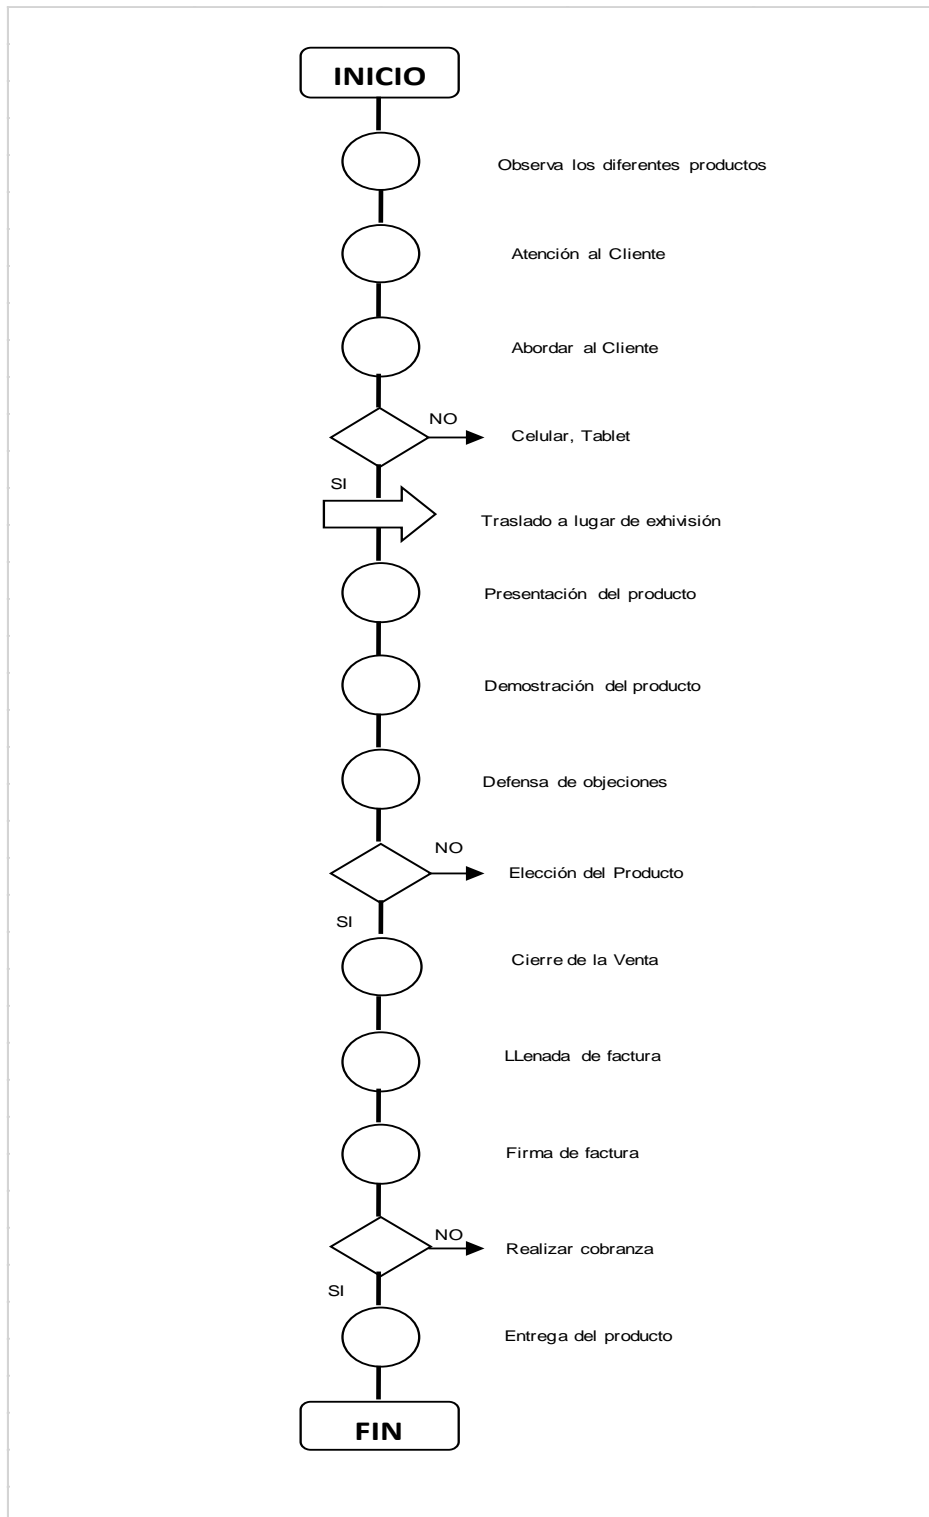 INICIO
Observa los diferentes productos
Atención al Cliente
Abordar al Cliente
NO
Celular, Tablet
SI
Traslado a lugar de exhivisión
Presentación del producto
Demostración del producto
Defensa de objeciones
NO
Elección del Producto
SI
Cierre de la Venta
LLenada de factura
Firma de factura
NO
Realizar cobranza
SI
Entrega del producto
FIN